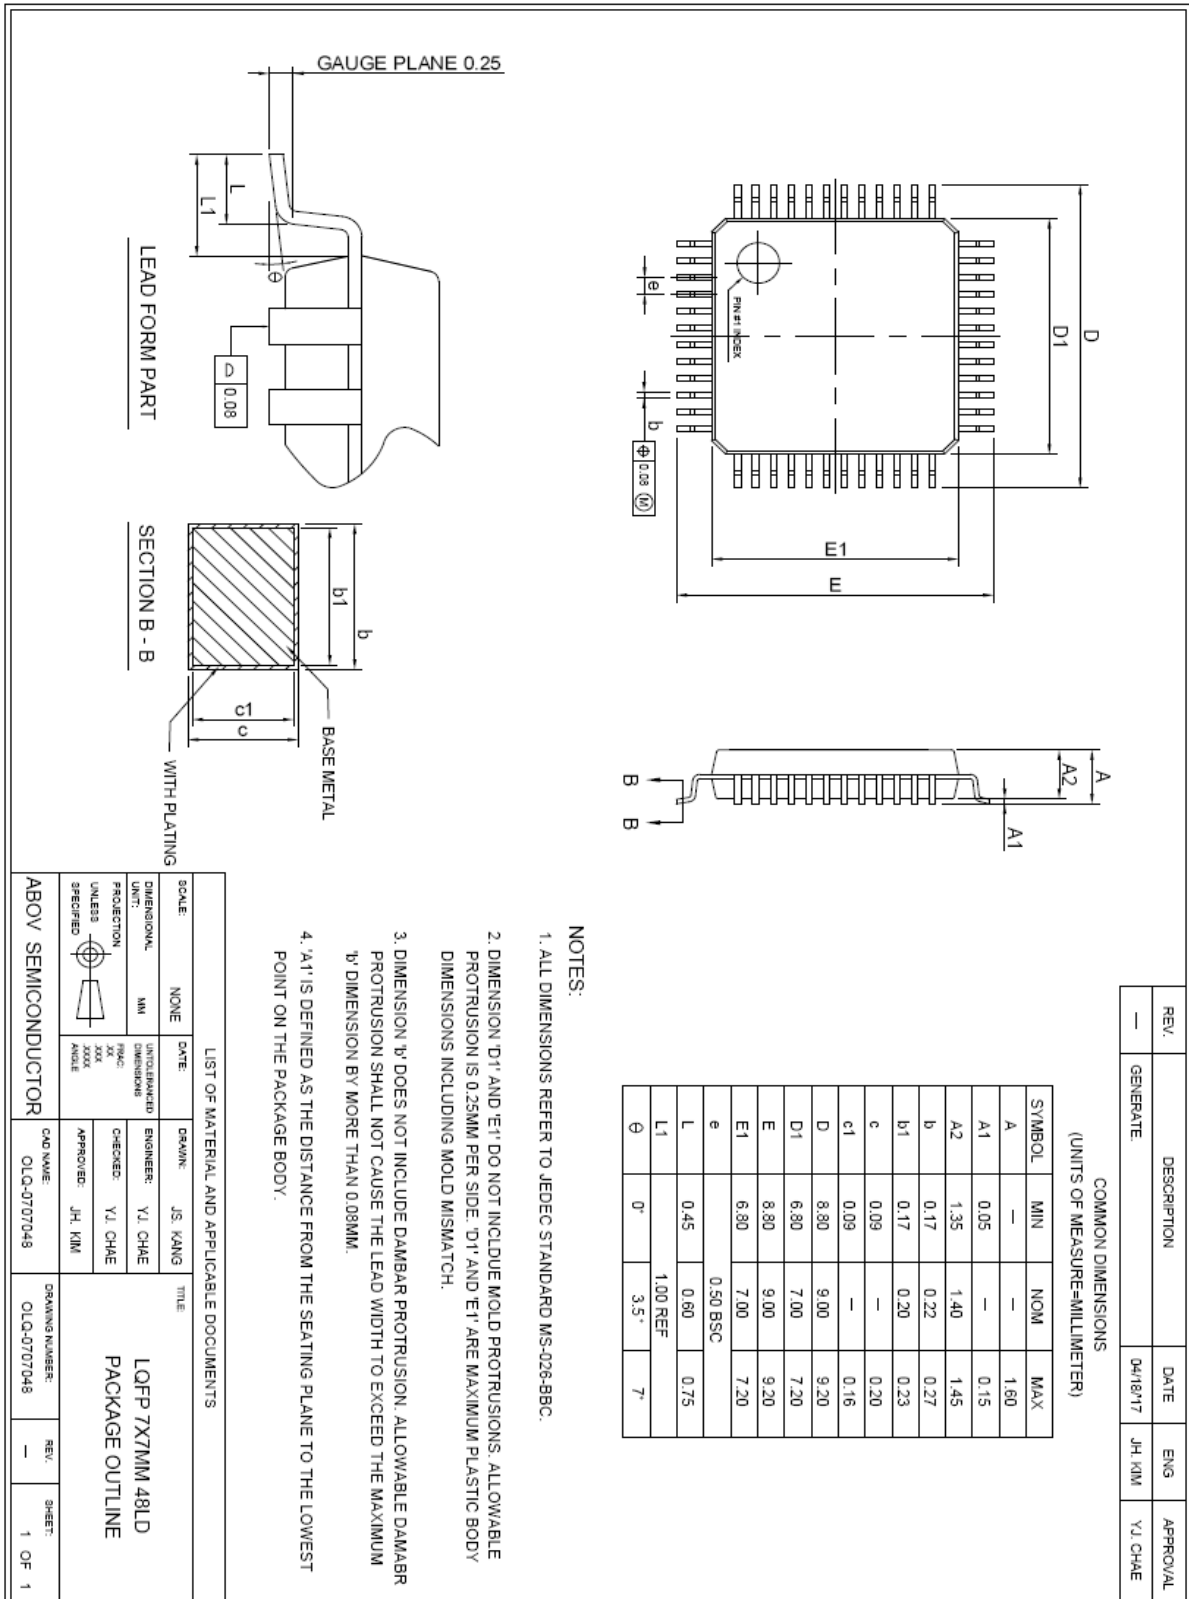 REV. DESCRIPTION DATE ENG APPROVAL
— GENERATE. 04/18/'17 JH. KIM YJ. CHAE
D
D1
e
b
⌖ 0.08 Ⓜ
PIN #1 INDEX
E1
E
A
A2
A1
B
B
COMMON DIMENSIONS
(UNITS OF MEASURE=MILLIMETER)
SYMBOL MIN NOM MAX
A — — 1.60
A1 0.05 — 0.15
A2 1.35 1.40 1.45
b 0.17 0.22 0.27
b1 0.17 0.20 0.23
c 0.09 — 0.20
c1 0.09 — 0.16
D 8.80 9.00 9.20
D1 6.80 7.00 7.20
E 8.80 9.00 9.20
E1 6.80 7.00 7.20
e 0.50 BSC
L 0.45 0.60 0.75
L1 1.00 REF
θ 0° 3.5° 7°
GAUGE PLANE 0.25
L
L1
θ
⌓ 0.08
LEAD FORM PART
b
b1
c1
c
BASE METAL
WITH PLATING
SECTION B - B
NOTES:
1. ALL DIMENSIONS REFER TO JEDEC STANDARD MS-026-BBC.
2. DIMENSION 'D1' AND 'E1' DO NOT INCLDUE MOLD PROTRUSIONS. ALLOWABLE
PROTRUSION IS 0.25MM PER SIDE. 'D1' AND 'E1' ARE MAXIMUM PLASTIC BODY
DIMENSIONS INCLUDING MOLD MISMATCH.
3. DIMENSION 'b' DOES NOT INCLUDE DAMBAR PROTRUSION. ALLOWABLE DAMABR
PROTRUSION SHALL NOT CAUSE THE LEAD WIDTH TO EXCEED THE MAXIMUM
'b' DIMENSION BY MORE THAN 0.08MM.
4. 'A1' IS DEFINED AS THE DISTANCE FROM THE SEATING PLANE TO THE LOWEST
POINT ON THE PACKAGE BODY.
LIST OF MATERIAL AND APPLICABLE DOCUMENTS
SCALE: NONE
DATE:
DRAWN: JS. KANG
TITLE:
LQFP 7X7MM 48LD
PACKAGE OUTLINE
DIMENSIONAL
UNIT: MM
UNTOLERANCED
DIMENSIONS
FRAC:
.XX
.XXX
.XXXX
ANGLE
ENGINEER: YJ. CHAE
PROJECTION
UNLESS
SPECIFIED
CHECKED: YJ. CHAE
APPROVED: JH. KIM
ABOV SEMICONDUCTOR
CAD NAME:
OLQ-0707048
DRAWING NUMBER:
OLQ-0707048
REV.
—
SHEET:
1 OF 1